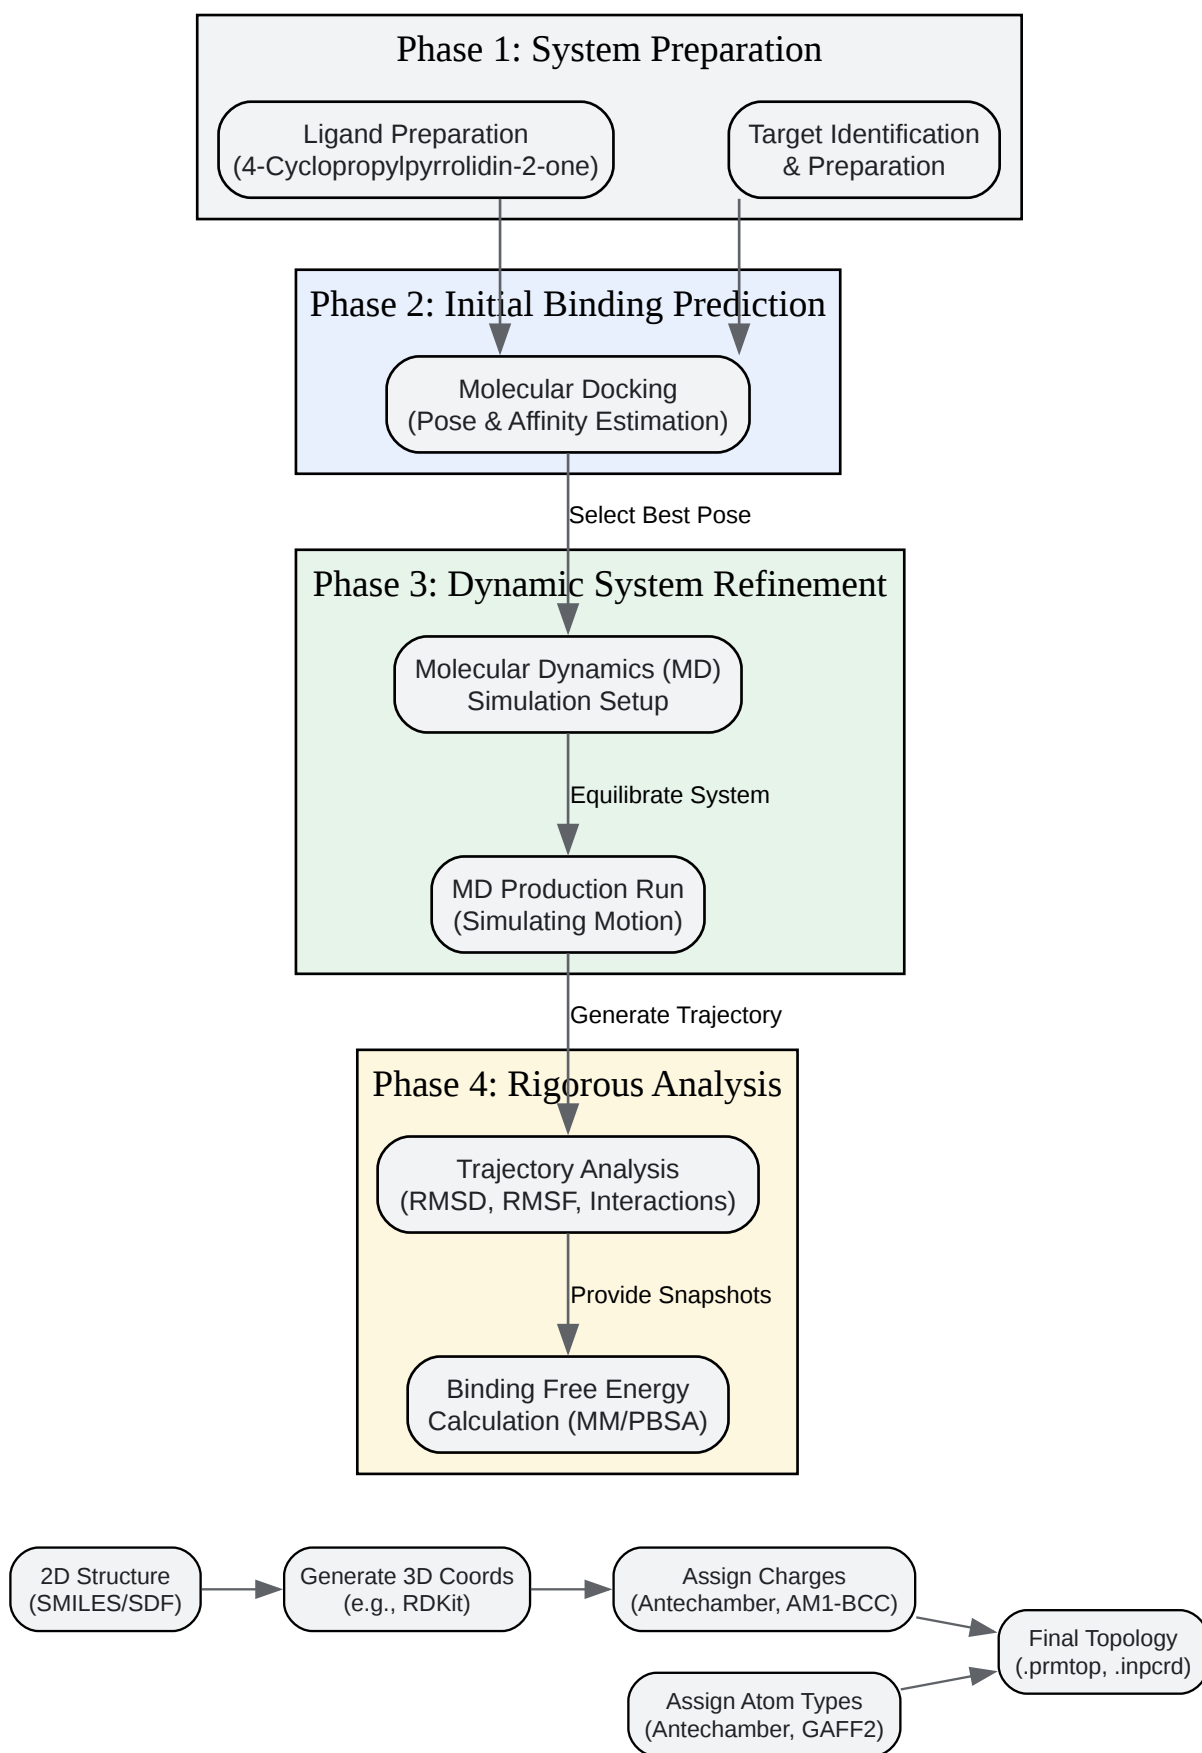 Phase 1: System Preparation
Ligand Preparation
(4-Cyclopropylpyrrolidin-2-one)
Target Identification
& Preparation
Phase 2: Initial Binding Prediction
Molecular Docking
(Pose & Affinity Estimation)
Select Best Pose
Phase 3: Dynamic System Refinement
Molecular Dynamics (MD)
Simulation Setup
Equilibrate System
MD Production Run
(Simulating Motion)
Generate Trajectory
Phase 4: Rigorous Analysis
Trajectory Analysis
(RMSD, RMSF, Interactions)
Provide Snapshots
Binding Free Energy
Calculation (MM/PBSA)
2D Structure
(SMILES/SDF)
Generate 3D Coords
(e.g., RDKit)
Assign Charges
(Antechamber, AM1-BCC)
Assign Atom Types
(Antechamber, GAFF2)
Final Topology
(.prmtop, .inpcrd)